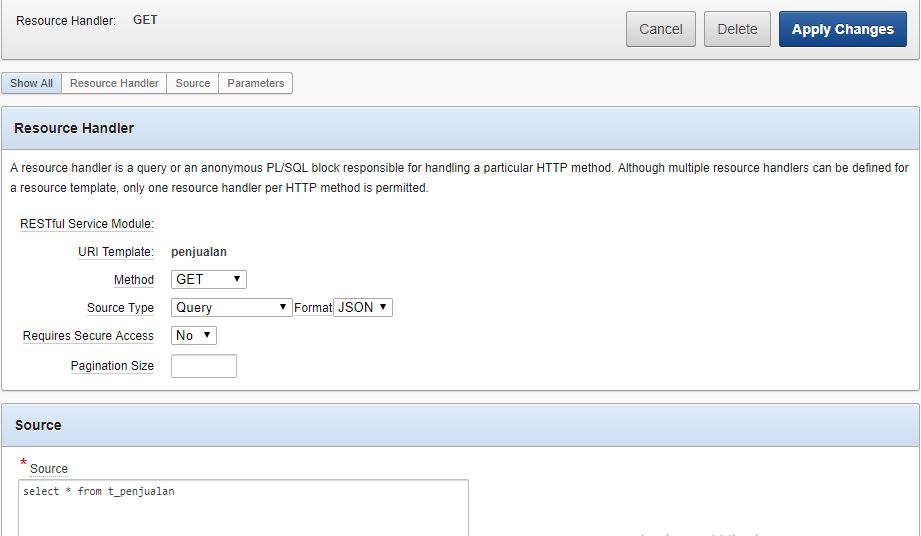 Resource Handler: GET
Cancel Delete Apply Changes
Show All Resource Handler Source Parameters
Resource Handler
A resource handler is a query or an anonymous PL/SQL block responsible for handling a particular HTTP method. Although multiple resource handlers can be defined for
a resource template, only one resource handler per HTTP method is permitted.
RESTful Service Module:
URI Template: penjualan
Method GET
Source Type Query Format JSON
Requires Secure Access No
Pagination Size
Source
* Source
select * from t_penjualan